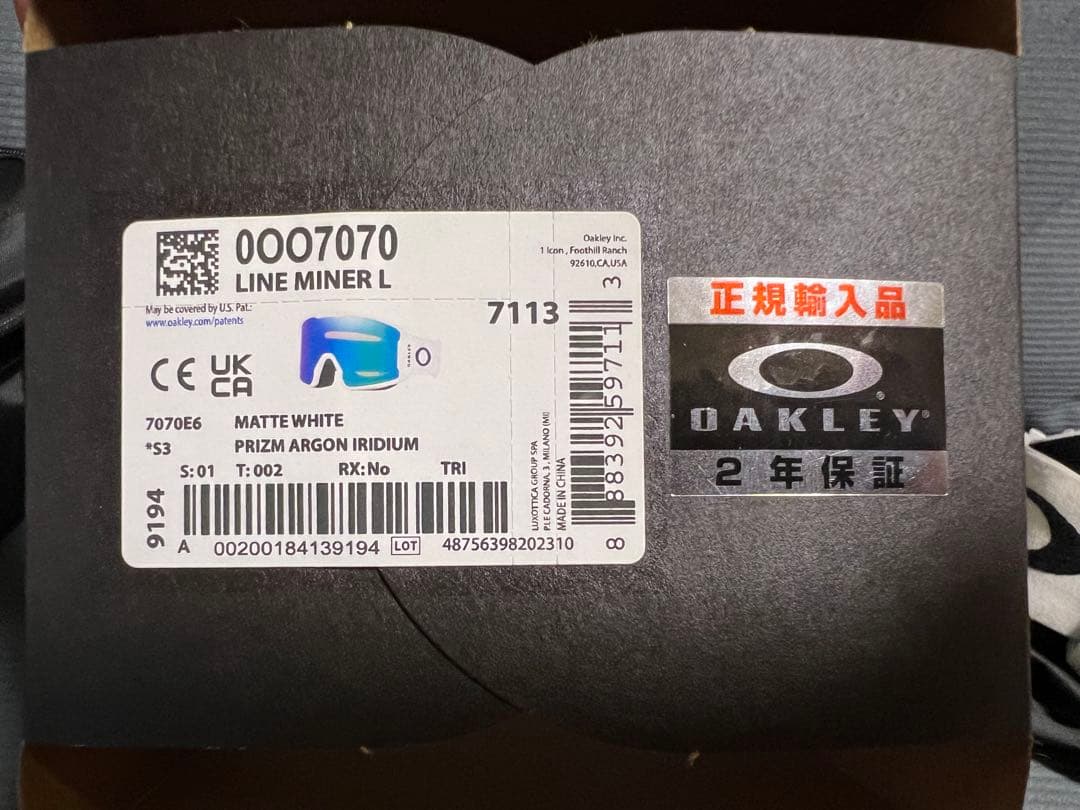 0OO7070
LINE MINER L
Oakley Inc.
1 Icon , Foothill Ranch
92610,CA,USA
May be covered by U.S. Pat.:
www.oakley.com/patents
7113
CE UK
CA
OAKLEY
7070E6 MATTE WHITE
*S3 PRIZM ARGON IRIDIUM
S: 01 T: 002 RX: No TRI
9194
A 00200184139194 LOT 48756398202310
LUXOTTICA GROUP SPA
P.LE CADORNA, 3, MILANO (MI)
MADE IN CHINA
8 883925 9711 3
正規輸入品
OAKLEY®
2年保証